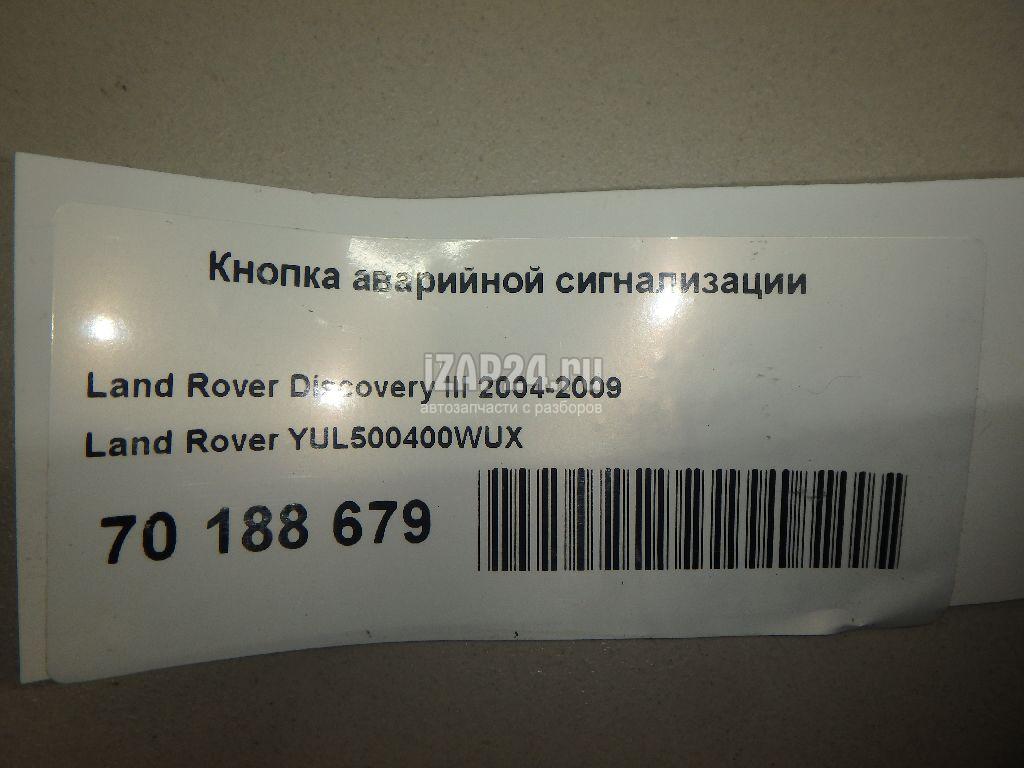 Кнопка аварийной сигнализации
iZAP24.ru
Land Rover Discovery III 2004-2009
автозапчасти с разборов
Land Rover YUL500400WUX
70 188 679